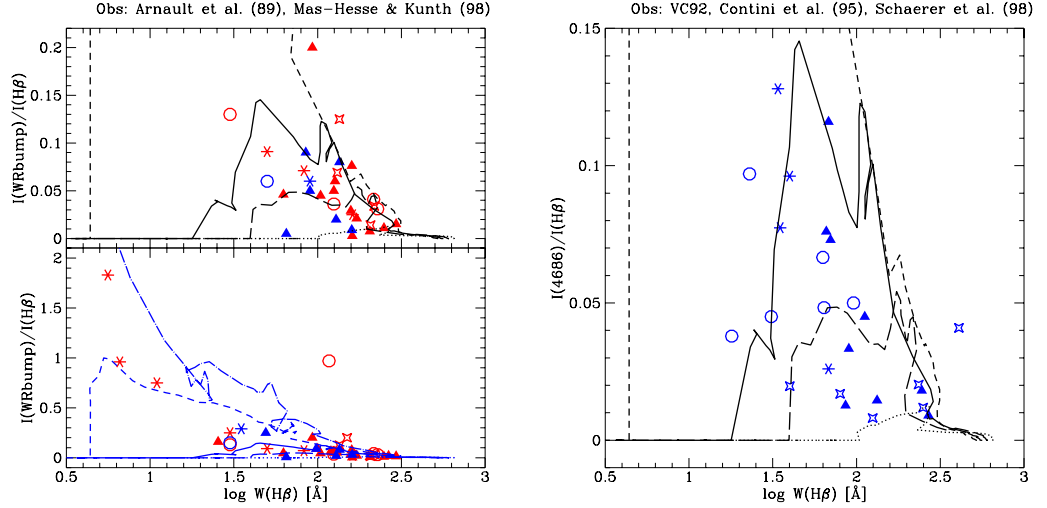 Obs: Arnault et al. (89), Mas-Hesse & Kunth (98)
0.2
0.15
0.1
0.05
0
I(WRbump)/I(Hβ)
2
1.5
1
0.5
0
I(WRbump)/I(Hβ)
0.5 1 1.5 2 2.5 3
log W(Hβ) [Å]
Obs: VC92, Contini et al. (95), Schaerer et al. (98)
0.15
0.1
0.05
0
I(4686)/I(Hβ)
0.5 1 1.5 2 2.5 3
log W(Hβ) [Å]